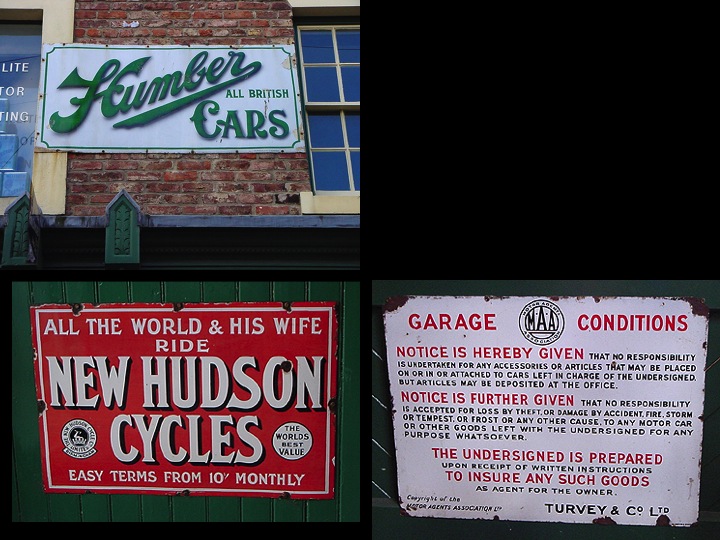 LITE
TOR
TING
Humber
ALL BRITISH
CARS
ALL THE WORLD & HIS WIFE
RIDE
NEW HUDSON
CYCLES
THE
WORLDS
BEST
VALUE
EASY TERMS FROM 10/- MONTHLY
GARAGE MAA CONDITIONS
MOTOR AGENTS
ASSOCIATION
NOTICE IS HEREBY GIVEN THAT NO RESPONSIBILITY
IS UNDERTAKEN FOR ANY ACCESSORIES OR ARTICLES THAT MAY BE PLACED
ON OR IN OR ATTACHED TO CARS LEFT IN CHARGE OF THE UNDERSIGNED.
BUT ARTICLES MAY BE DEPOSITED AT THE OFFICE.
NOTICE IS FURTHER GIVEN THAT NO RESPONSIBILITY
IS ACCEPTED FOR LOSS BY THEFT, OR DAMAGE BY ACCIDENT, FIRE, STORM
OR TEMPEST, OR FROST OR ANY OTHER CAUSE, TO ANY MOTOR CAR
OR OTHER GOODS LEFT WITH THE UNDERSIGNED FOR ANY
PURPOSE WHATSOEVER.
THE UNDERSIGNED IS PREPARED
UPON RECEIPT OF WRITTEN INSTRUCTIONS
TO INSURE ANY SUCH GOODS
AS AGENT FOR THE OWNER.
Copyright of the
MOTOR AGENTS ASSOCIATION LTD
TURVEY & CO LTD